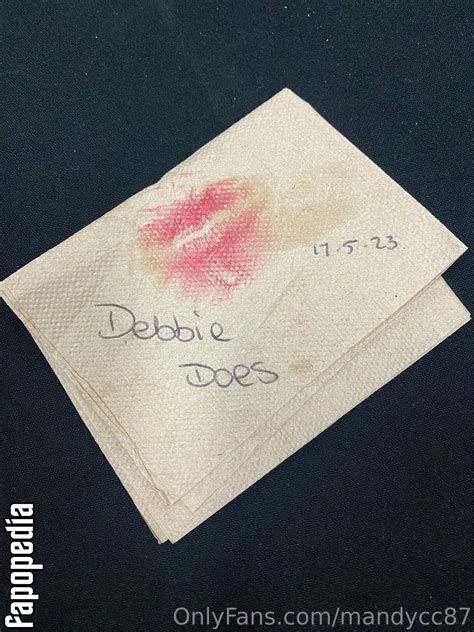 17.5.23
Debbie
Does
Fapopedia
OnlyFans.com/mandycc87